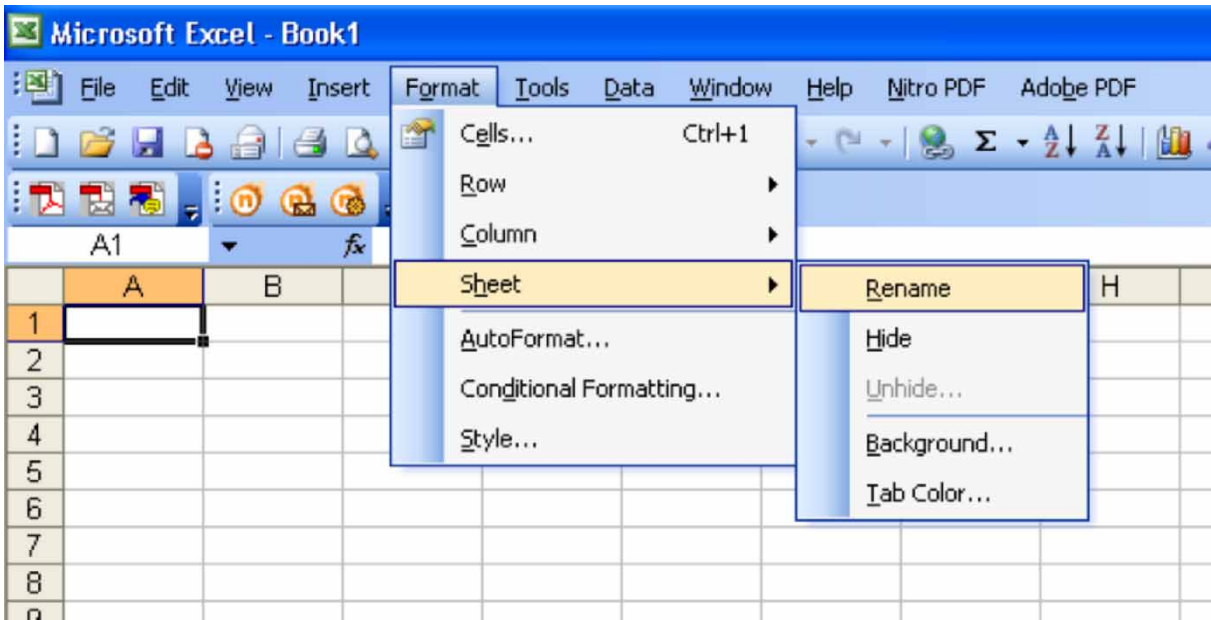 Microsoft Excel - Book1
File Edit View Insert Format Tools Data Window Help Nitro PDF Adobe PDF
Cells... Ctrl+1
Σ A Z Z A
Row
Column
A1 fx
Sheet
Rename
A B H
1
AutoFormat...
Hide
2
Conditional Formatting...
Unhide...
3
Style...
Background...
4
5
Tab Color...
6
7
8
9